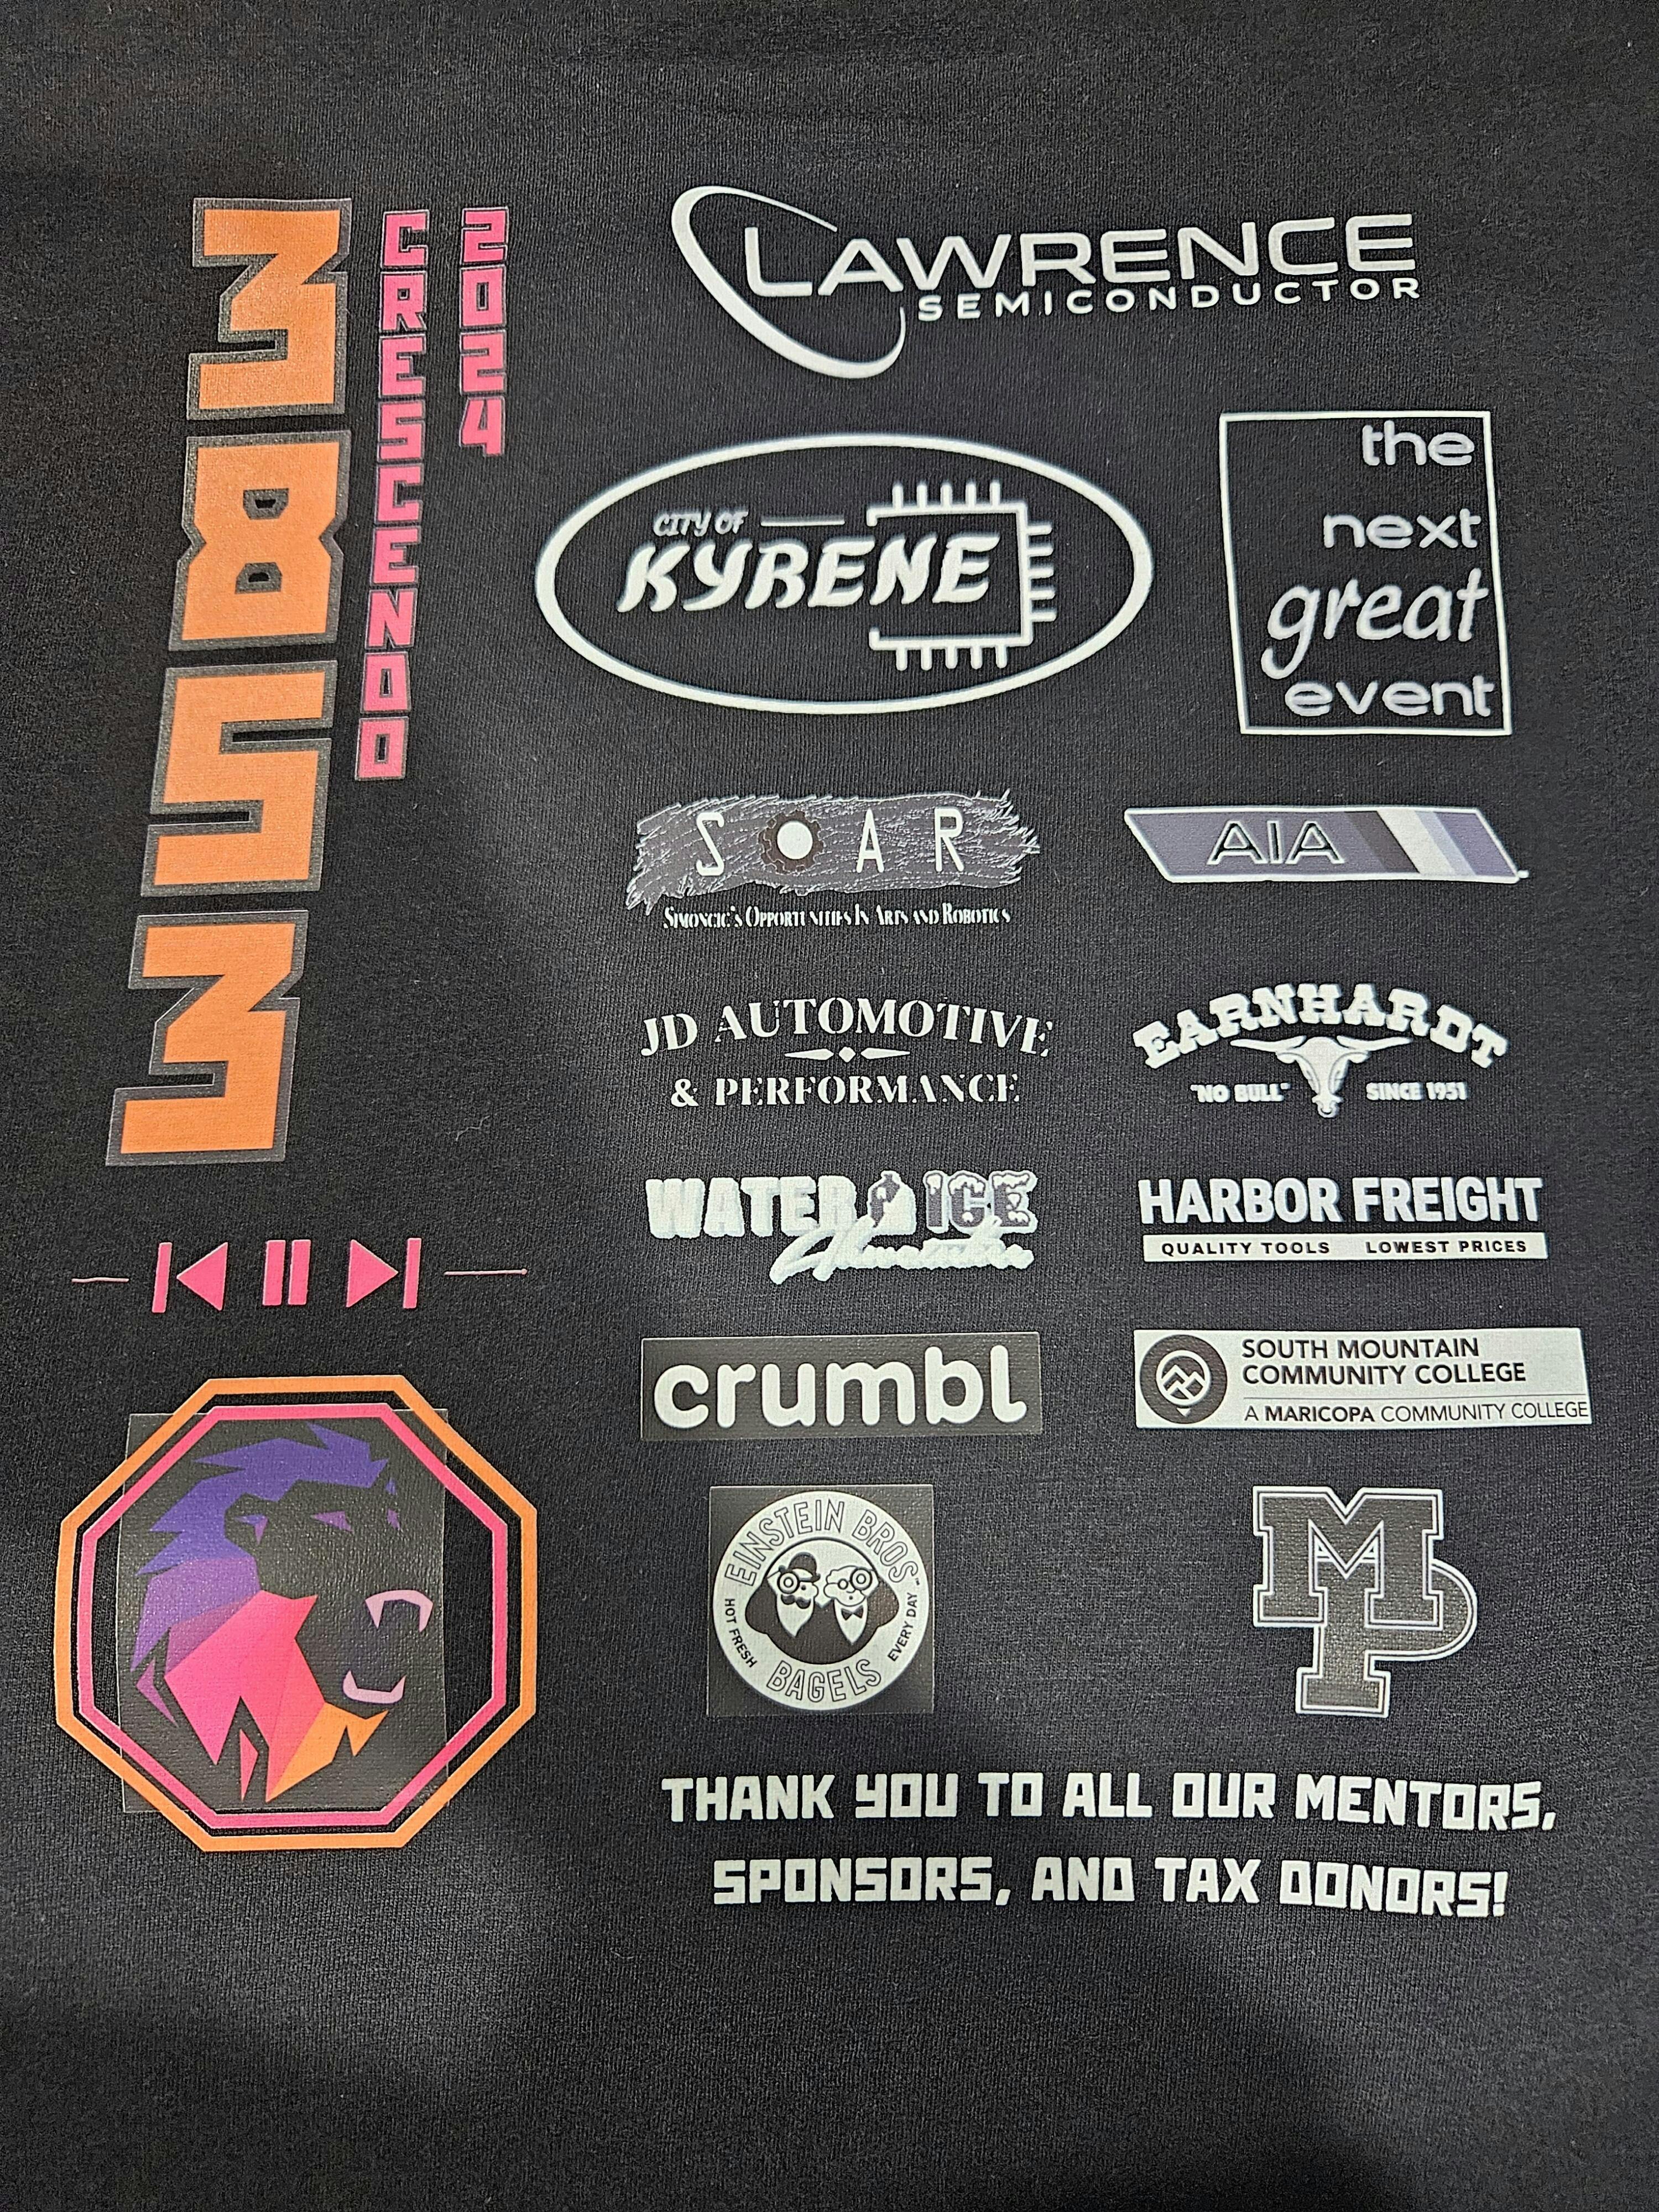 3853
CRESCENDO
2024
LAWRENCE
SEMICONDUCTOR
CITY OF
KYRENE
the
next
great
event
SOAR
SIMONCIC'S OPPORTUNITIES IN ARTS AND ROBOTICS
AIA
JD AUTOMOTIVE
& PERFORMANCE
EARNHARDT
"NO BULL" SINCE 1951
WATER ICE
HARBOR FREIGHT
QUALITY TOOLS LOWEST PRICES
crumbl
SOUTH MOUNTAIN
COMMUNITY COLLEGE
A MARICOPA COMMUNITY COLLEGE
EINSTEIN BROS™
HOT FRESH
EVERY DAY
BAGELS
MP
THANK YOU TO ALL OUR MENTORS,
SPONSORS, AND TAX DONORS!